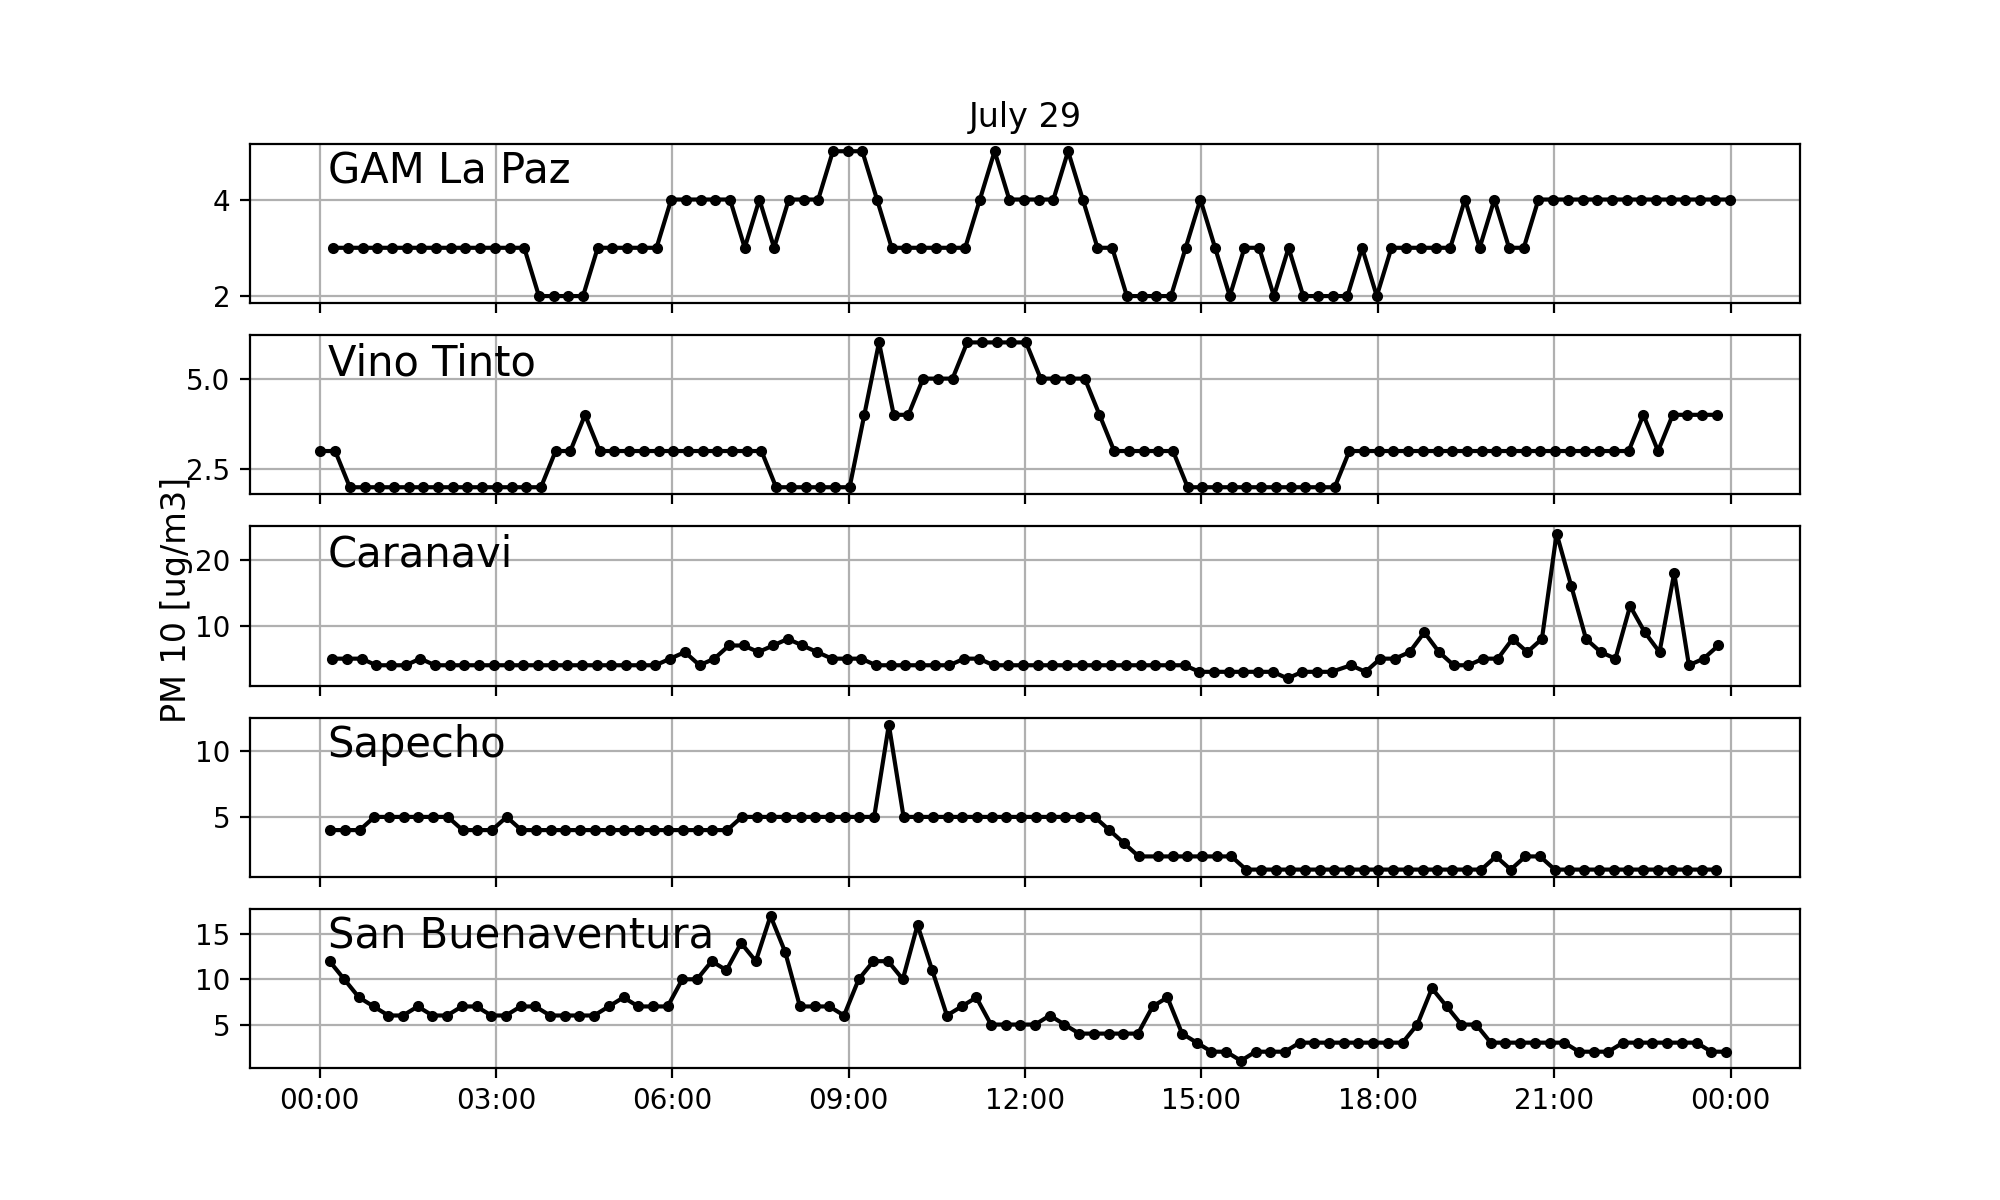 July 29
GAM La Paz
4
2
Vino Tinto
5.0
2.5
PM 10 [ug/m3]
Caranavi
20
10
Sapecho
10
5
San Buenaventura
15
10
5
00:00 03:00 06:00 09:00 12:00 15:00 18:00 21:00 00:00